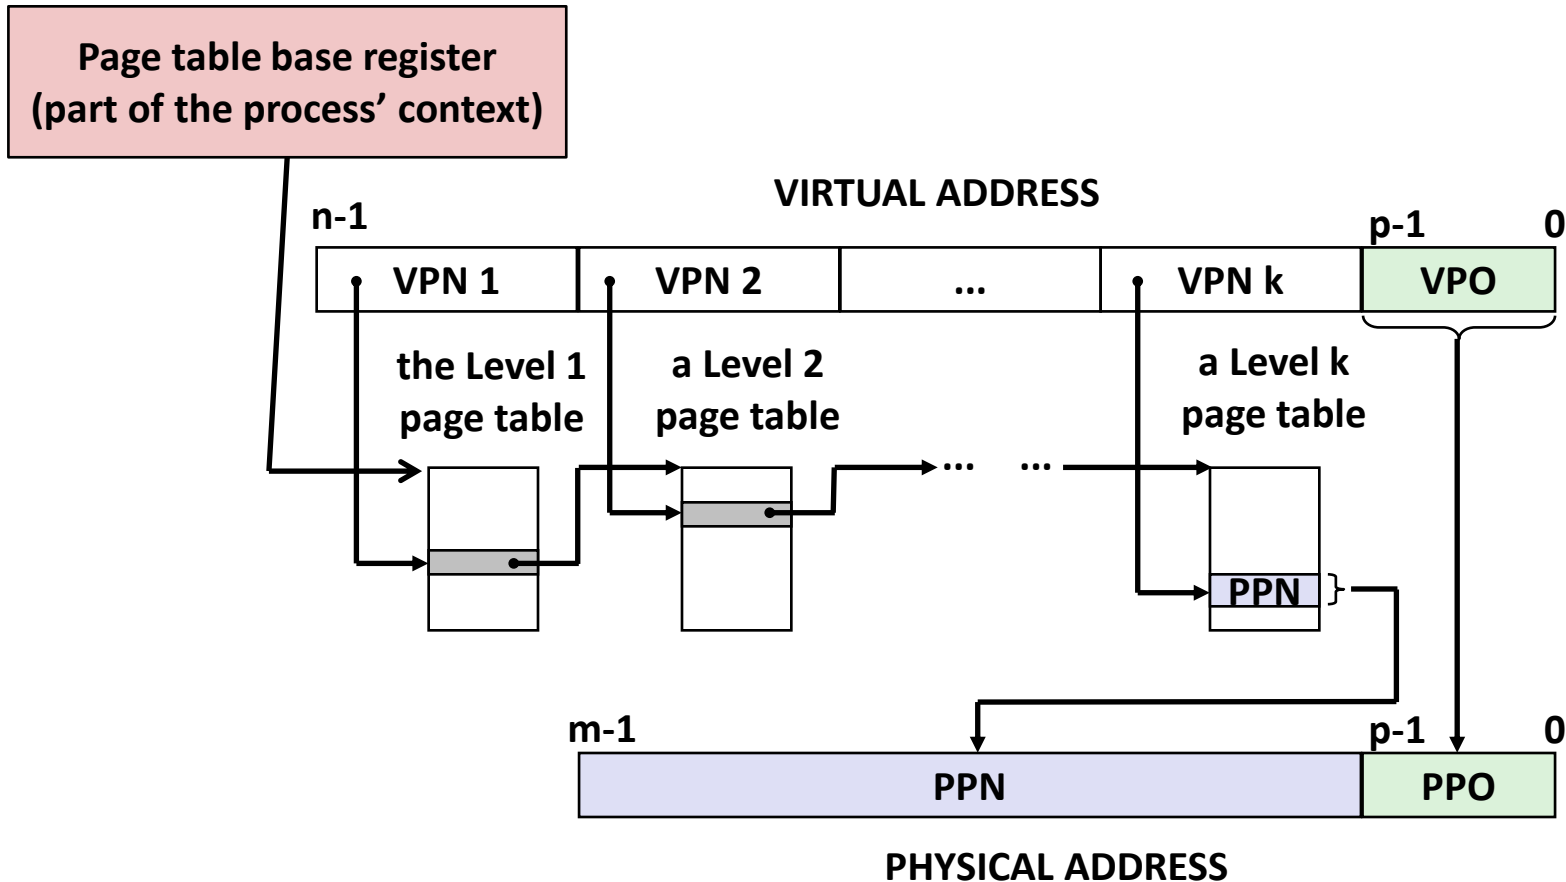 Page table base register
(part of the process’ context)
VIRTUAL ADDRESS
n-1
p-1
0
VPN 1
VPN 2
...
VPN k
VPO
the Level 1
page table
a Level 2
page table
a Level k
page table
...
...
PPN
m-1
p-1
0
PPN
PPO
PHYSICAL ADDRESS